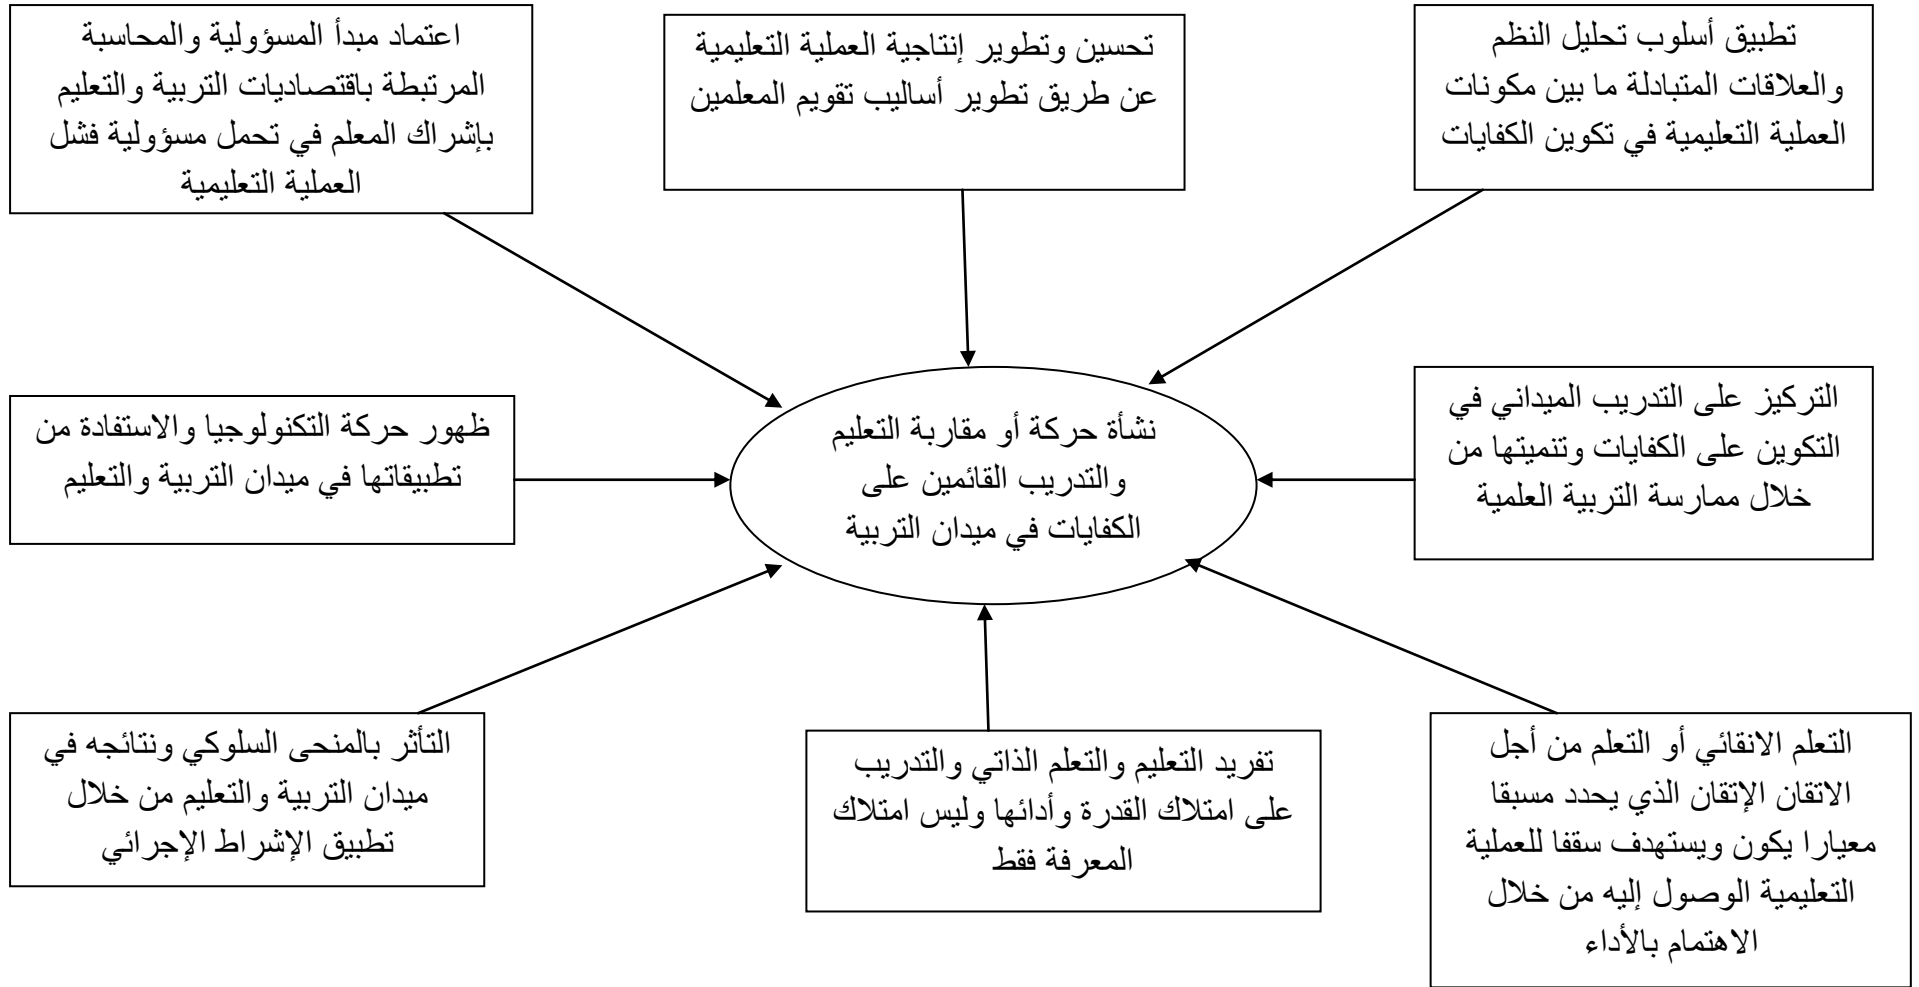 تطبيق أسلوب تحليل النظم
والعلاقات المتبادلة ما بين مكونات
العملية التعليمية في تكوين الكفايات
تحسين وتطوير إنتاجية العملية التعليمية
عن طريق تطوير أساليب تقويم المعلمين
اعتماد مبدأ المسؤولية والمحاسبة
المرتبطة باقتصاديات التربية والتعليم
بإشراك المعلم في تحمل مسؤولية فشل
العملية التعليمية
التركيز على التدريب الميداني في
التكوين على الكفايات وتنميتها من
خلال ممارسة التربية العلمية
نشأة حركة أو مقاربة التعليم
والتدريب القائمين على
الكفايات في ميدان التربية
ظهور حركة التكنولوجيا والاستفادة من
تطبيقاتها في ميدان التربية والتعليم
التعلم الانقائي أو التعلم من أجل
الاتقان الإتقان الذي يحدد مسبقا
معيارا يكون ويستهدف سقفا للعملية
التعليمية الوصول إليه من خلال
الاهتمام بالأداء
تفريد التعليم والتعلم الذاتي والتدريب
على امتلاك القدرة وأدائها وليس امتلاك
المعرفة فقط
التأثر بالمنحى السلوكي ونتائجه في
ميدان التربية والتعليم من خلال
تطبيق الإشراط الإجرائي